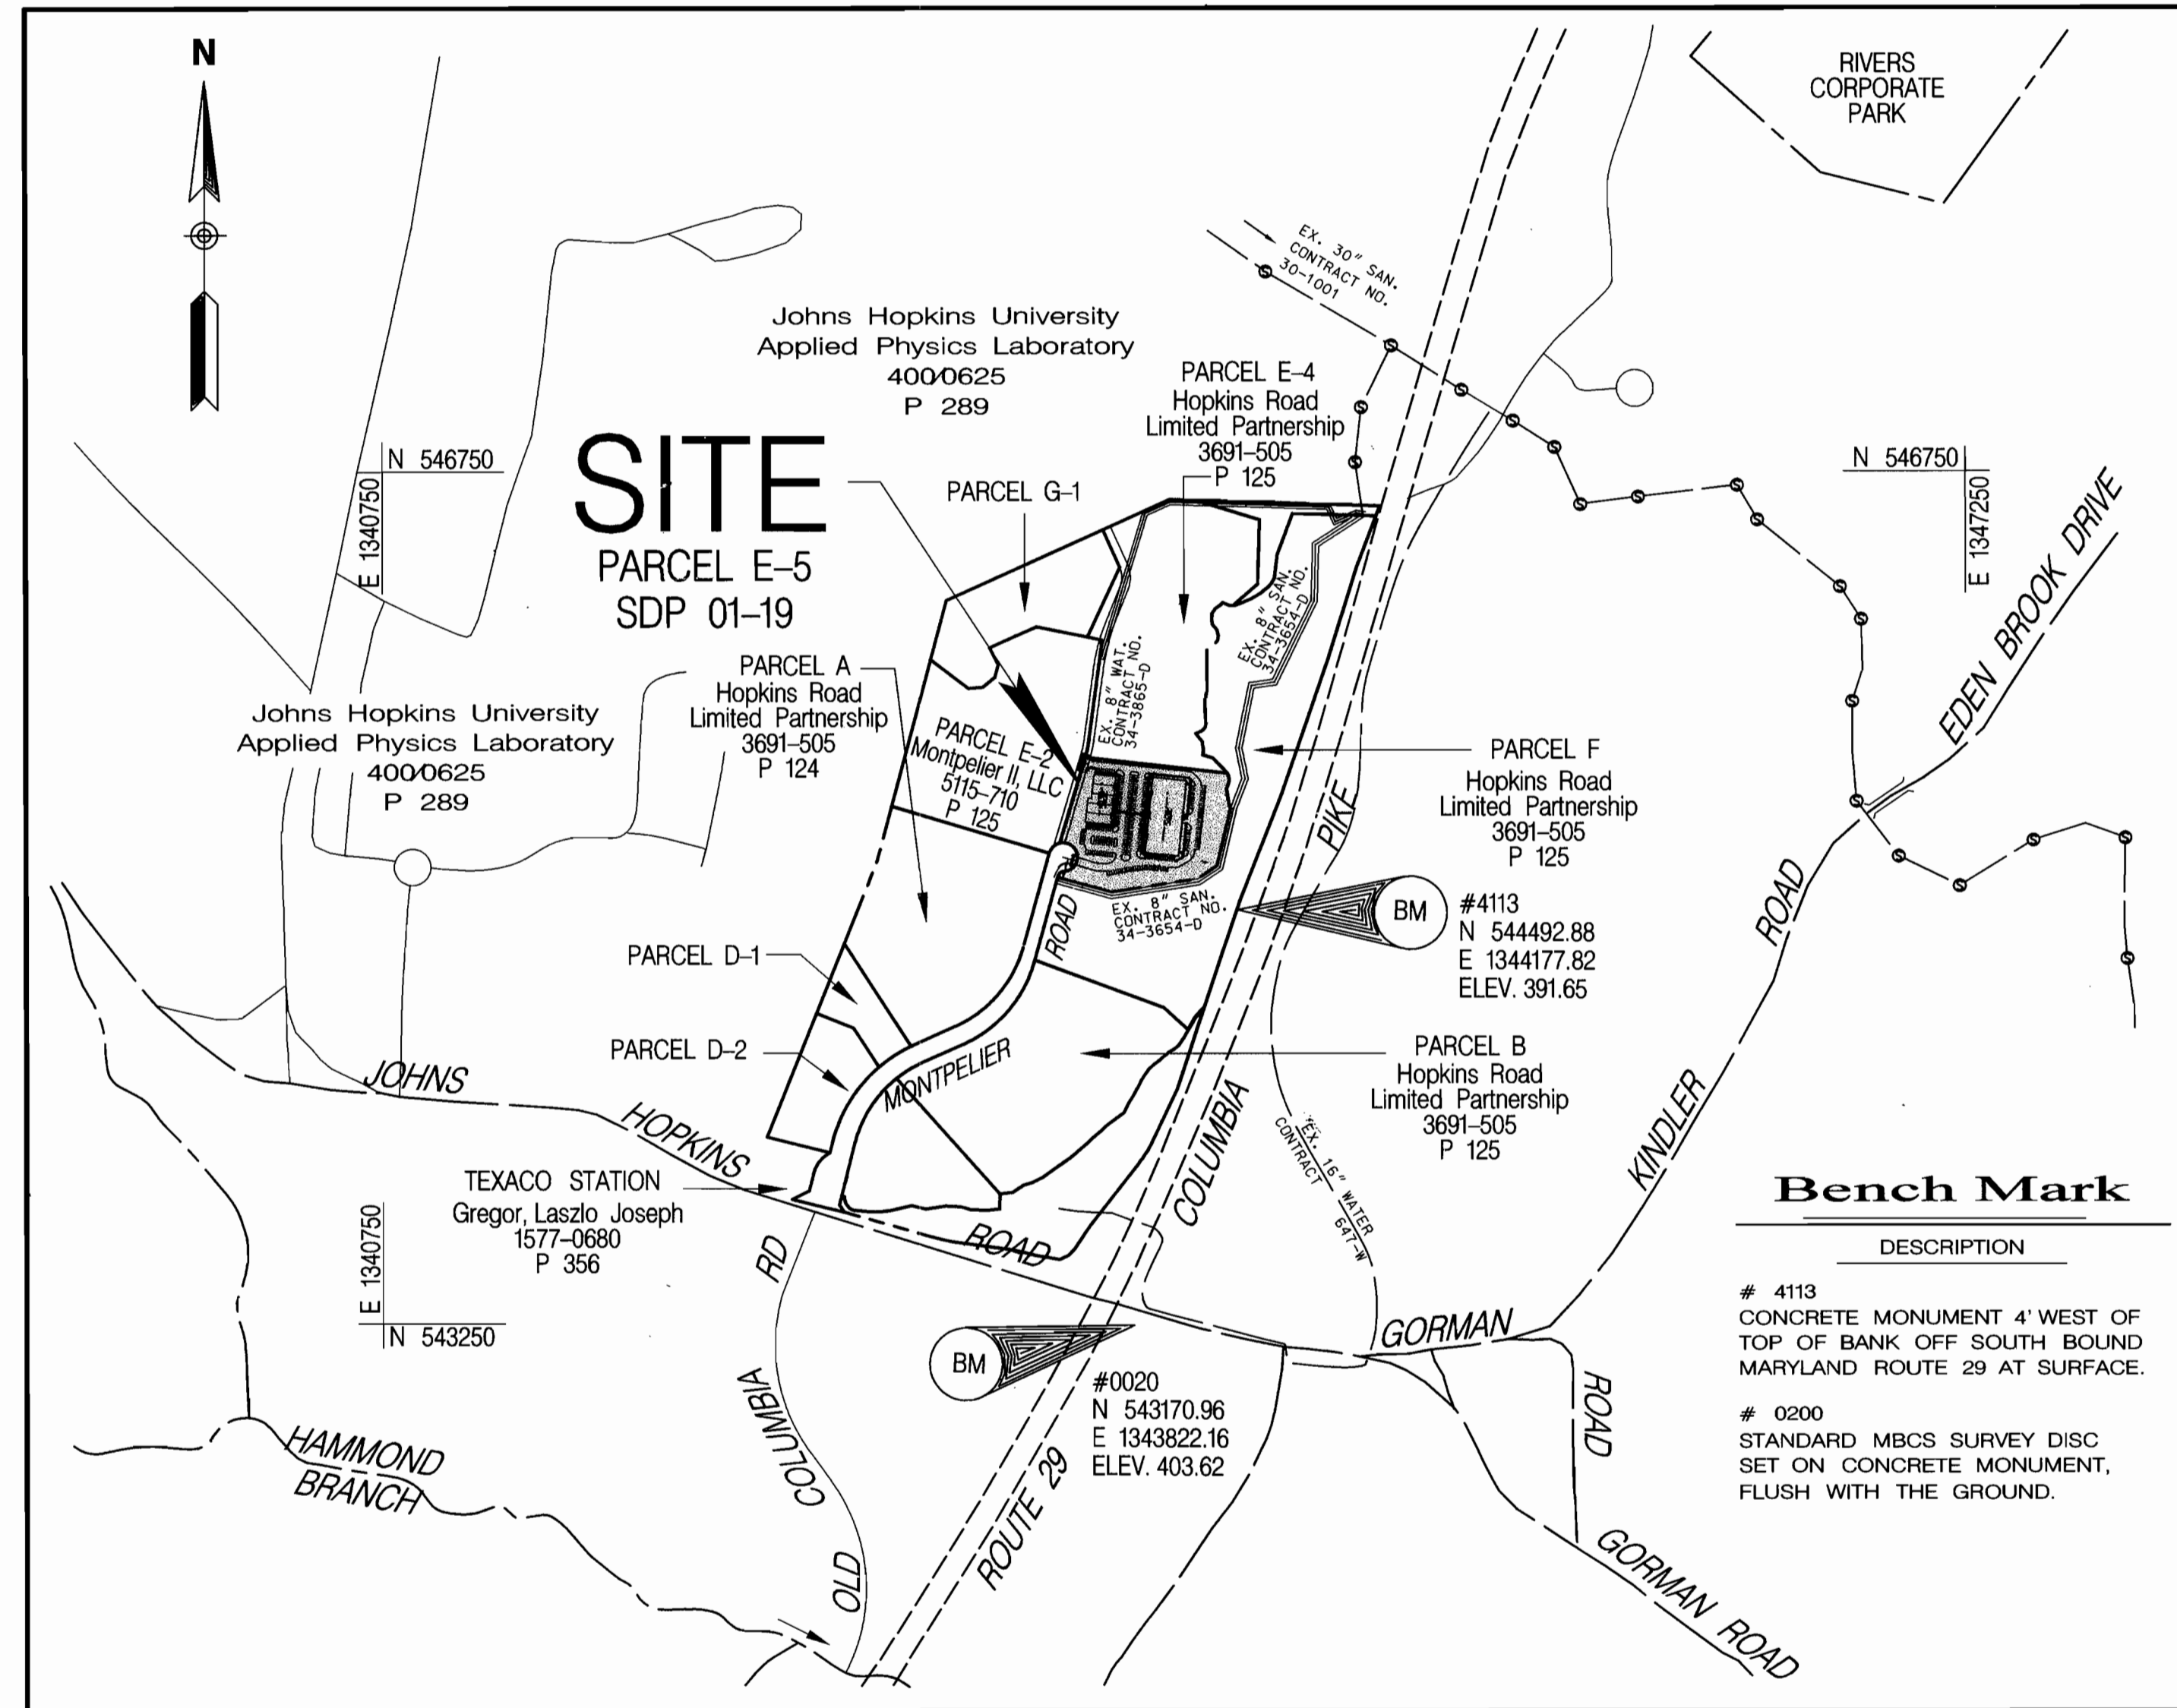 N
RIVERS
CORPORATE
PARK
EX. 30" SAN.
CONTRACT NO.
30-1001
Johns Hopkins University
Applied Physics Laboratory
400/0625
P 289
PARCEL E-4
Hopkins Road
Limited Partnership
3691-505
P 125
SITE
PARCEL E-5
SDP 01-19
N 546750
E 1340750
PARCEL G-1
N 546750
E 1347250
EDEN BROOK DRIVE
EX. 8" SAN.
CONTRACT NO.
34-3654-D
EX. 8" WAT.
CONTRACT NO.
34-3865-D
PARCEL A
Hopkins Road
Limited Partnership
3691-505
P 124
Johns Hopkins University
Applied Physics Laboratory
400/0625
P 289
PARCEL E-2
Montpelier II, LLC
5115-710
P 125
PARCEL F
Hopkins Road
Limited Partnership
3691-505
P 125
PIKE
EX. 8" SAN.
CONTRACT NO.
34-3654-D
BM
#4113
N 544492.88
E 1344177.82
ELEV. 391.65
ROAD
ROAD
PARCEL D-1
PARCEL D-2
MONTPELIER
PARCEL B
Hopkins Road
Limited Partnership
3691-505
P 125
JOHNS
HOPKINS
ROAD
COLUMBIA
KINDLER
EX. 16" WATER
CONTRACT 647-W
TEXACO STATION
Gregor, Laszlo Joseph
1577-0680
P 356
E 1340750
N 543250
RD
COLUMBIA
OLD
BM
#0020
N 543170.96
E 1343822.16
ELEV. 403.62
ROUTE 29
GORMAN
ROAD
GORMAN ROAD
HAMMOND
BRANCH
Bench Mark
DESCRIPTION
# 4113
CONCRETE MONUMENT 4' WEST OF
TOP OF BANK OFF SOUTH BOUND
MARYLAND ROUTE 29 AT SURFACE.
# 0200
STANDARD MBCS SURVEY DISC
SET ON CONCRETE MONUMENT,
FLUSH WITH THE GROUND.